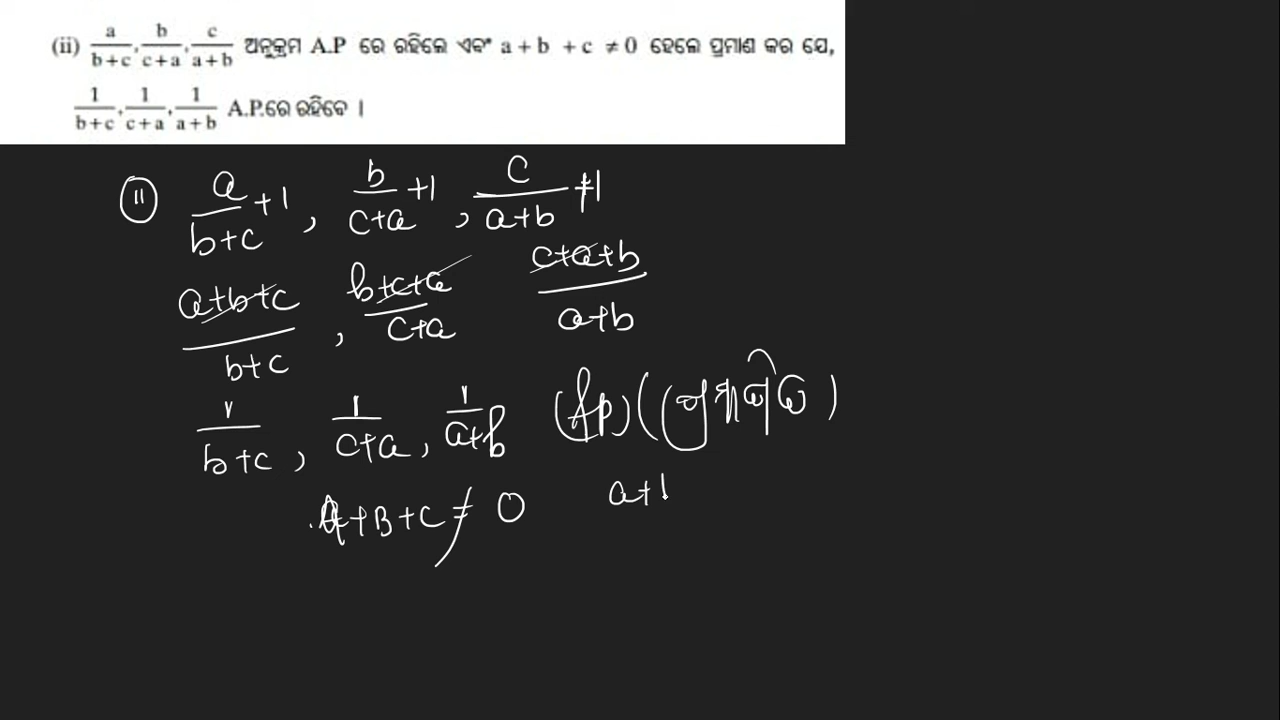 (ii) a/(b+c), b/(c+a), c/(a+b) ଅନୁକ୍ରମ A.P ରେ ରହିଲେ ଏବଂ a + b + c ≠ 0 ହେଲେ ପ୍ରମାଣ କର ଯେ,
1/(b+c), 1/(c+a), 1/(a+b) A.P.ରେ ରହିବେ ।
(ii) a/(b+c) +1, b/(c+a) +1, c/(a+b) +1
(a+b+c)/(b+c), (b+c+a)/(c+a) (c+a+b)/(a+b)
1/(b+c), 1/(c+a), 1/(a+b) (Ap)
A+B+C ≠ 0 a+